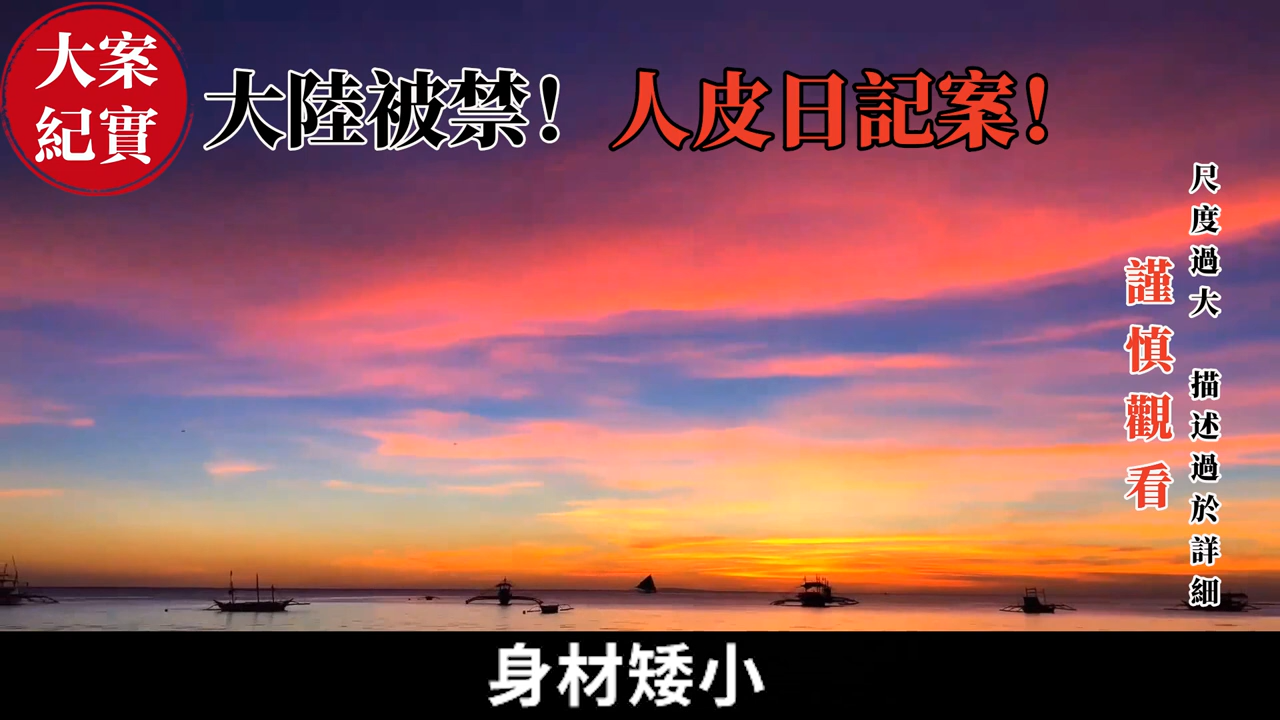 大案
紀實
大陸被禁！ 人皮日記案！
尺度過大 描述過於詳細
謹慎觀看
身材矮小